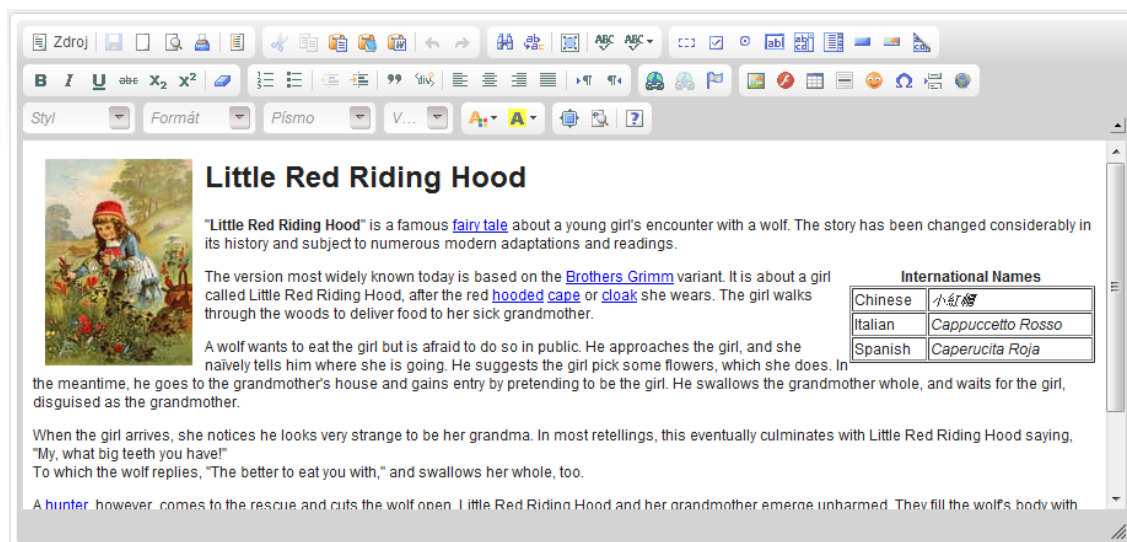 Zdroj
B I U abc X₂ X²
Styl Formát Písmo V...
Little Red Riding Hood
"Little Red Riding Hood" is a famous fairy tale about a young girl's encounter with a wolf. The story has been changed considerably in
its history and subject to numerous modern adaptations and readings.
The version most widely known today is based on the Brothers Grimm variant. It is about a girl
called Little Red Riding Hood, after the red hooded cape or cloak she wears. The girl walks
through the woods to deliver food to her sick grandmother.
International Names
Chinese 小紅帽
Italian Cappuccetto Rosso
Spanish Caperucita Roja
A wolf wants to eat the girl but is afraid to do so in public. He approaches the girl, and she
naïvely tells him where she is going. He suggests the girl pick some flowers, which she does. In
the meantime, he goes to the grandmother's house and gains entry by pretending to be the girl. He swallows the grandmother whole, and waits for the girl,
disguised as the grandmother.
When the girl arrives, she notices he looks very strange to be her grandma. In most retellings, this eventually culminates with Little Red Riding Hood saying,
"My, what big teeth you have!"
To which the wolf replies, "The better to eat you with," and swallows her whole, too.
A hunter, however, comes to the rescue and cuts the wolf open. Little Red Riding Hood and her grandmother emerge unharmed. They fill the wolf's body with